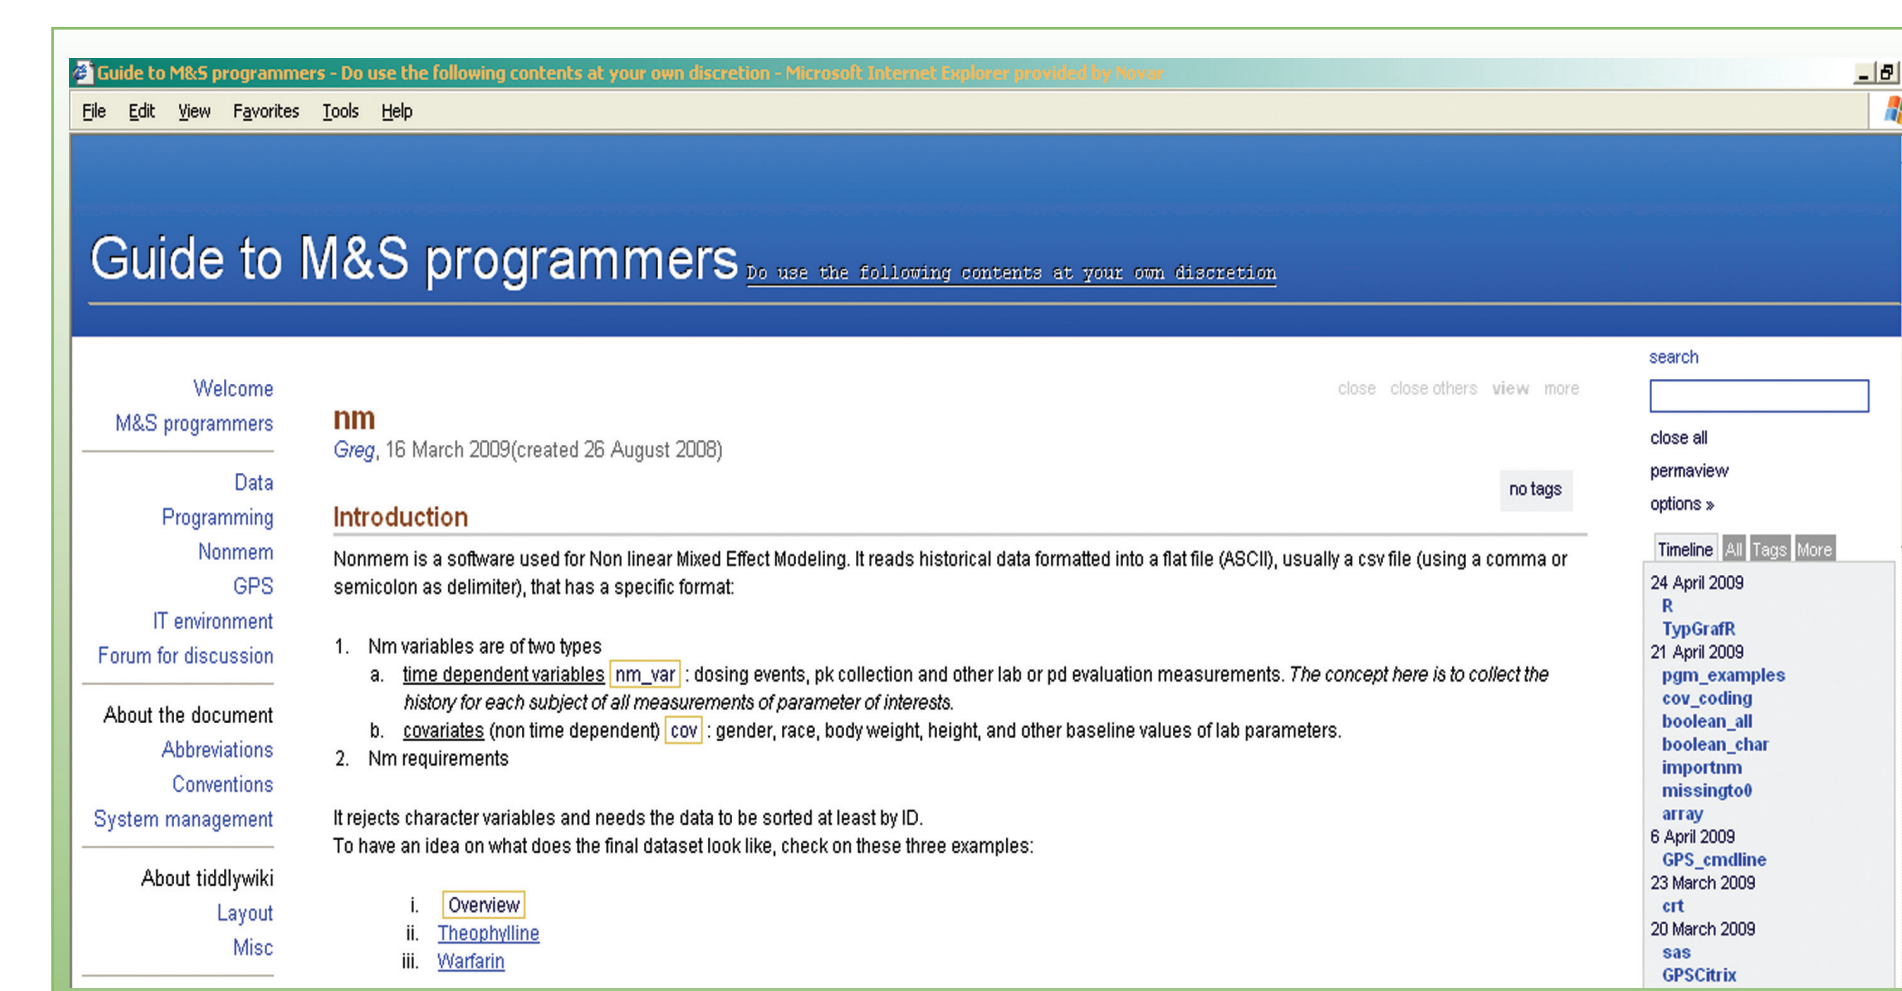 Guide to M&S programmers - Do use the following contents at your own discretion - Microsoft Internet Explorer provided by Novar
File Edit View Favorites Tools Help
Guide to M&S programmers Do use the following contents at your own discretion
Welcome
M&S programmers
Data
Programming
Nonmem
GPS
IT environment
Forum for discussion
About the document
Abbreviations
Conventions
System management
About tiddlywiki
Layout
Misc
close close others view more
nm
Greg, 16 March 2009(created 26 August 2008)
no tags
Introduction
Nonmem is a software used for Non linear Mixed Effect Modeling. It reads historical data formatted into a flat file (ASCII), usually a csv file (using a comma or
semicolon as delimiter), that has a specific format:
1. Nm variables are of two types
a. time dependent variables nm_var : dosing events, pk collection and other lab or pd evaluation measurements. The concept here is to collect the
history for each subject of all measurements of parameter of interests.
b. covariates (non time dependent) cov : gender, race, body weight, height, and other baseline values of lab parameters.
2. Nm requirements
It rejects character variables and needs the data to be sorted at least by ID.
To have an idea on what does the final dataset look like, check on these three examples:
i. Overview
ii. Theophylline
iii. Warfarin
search
close all
permaview
options »
Timeline All Tags More
24 April 2009
R
TypGrafR
21 April 2009
pgm_examples
cov_coding
boolean_all
boolean_char
importnm
missingto0
array
6 April 2009
GPS_cmdline
23 March 2009
crt
20 March 2009
sas
GPSCitrix